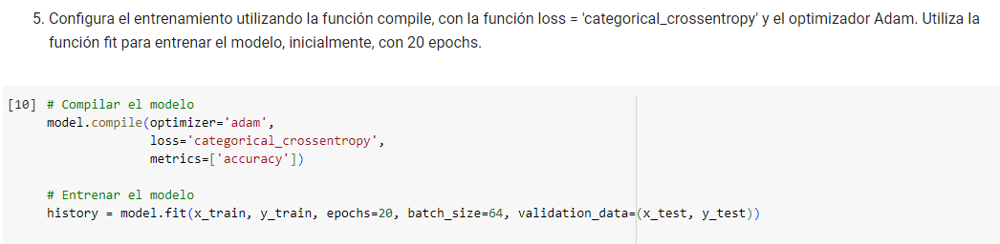 5. Configura el entrenamiento utilizando la función compile, con la función loss = 'categorical_crossentropy' y el optimizador Adam. Utiliza la
función fit para entrenar el modelo, inicialmente, con 20 epochs.
[10] # Compilar el modelo
model.compile(optimizer='adam',
loss='categorical_crossentropy',
metrics=['accuracy'])
# Entrenar el modelo
history = model.fit(x_train, y_train, epochs=20, batch_size=64, validation_data=(x_test, y_test))